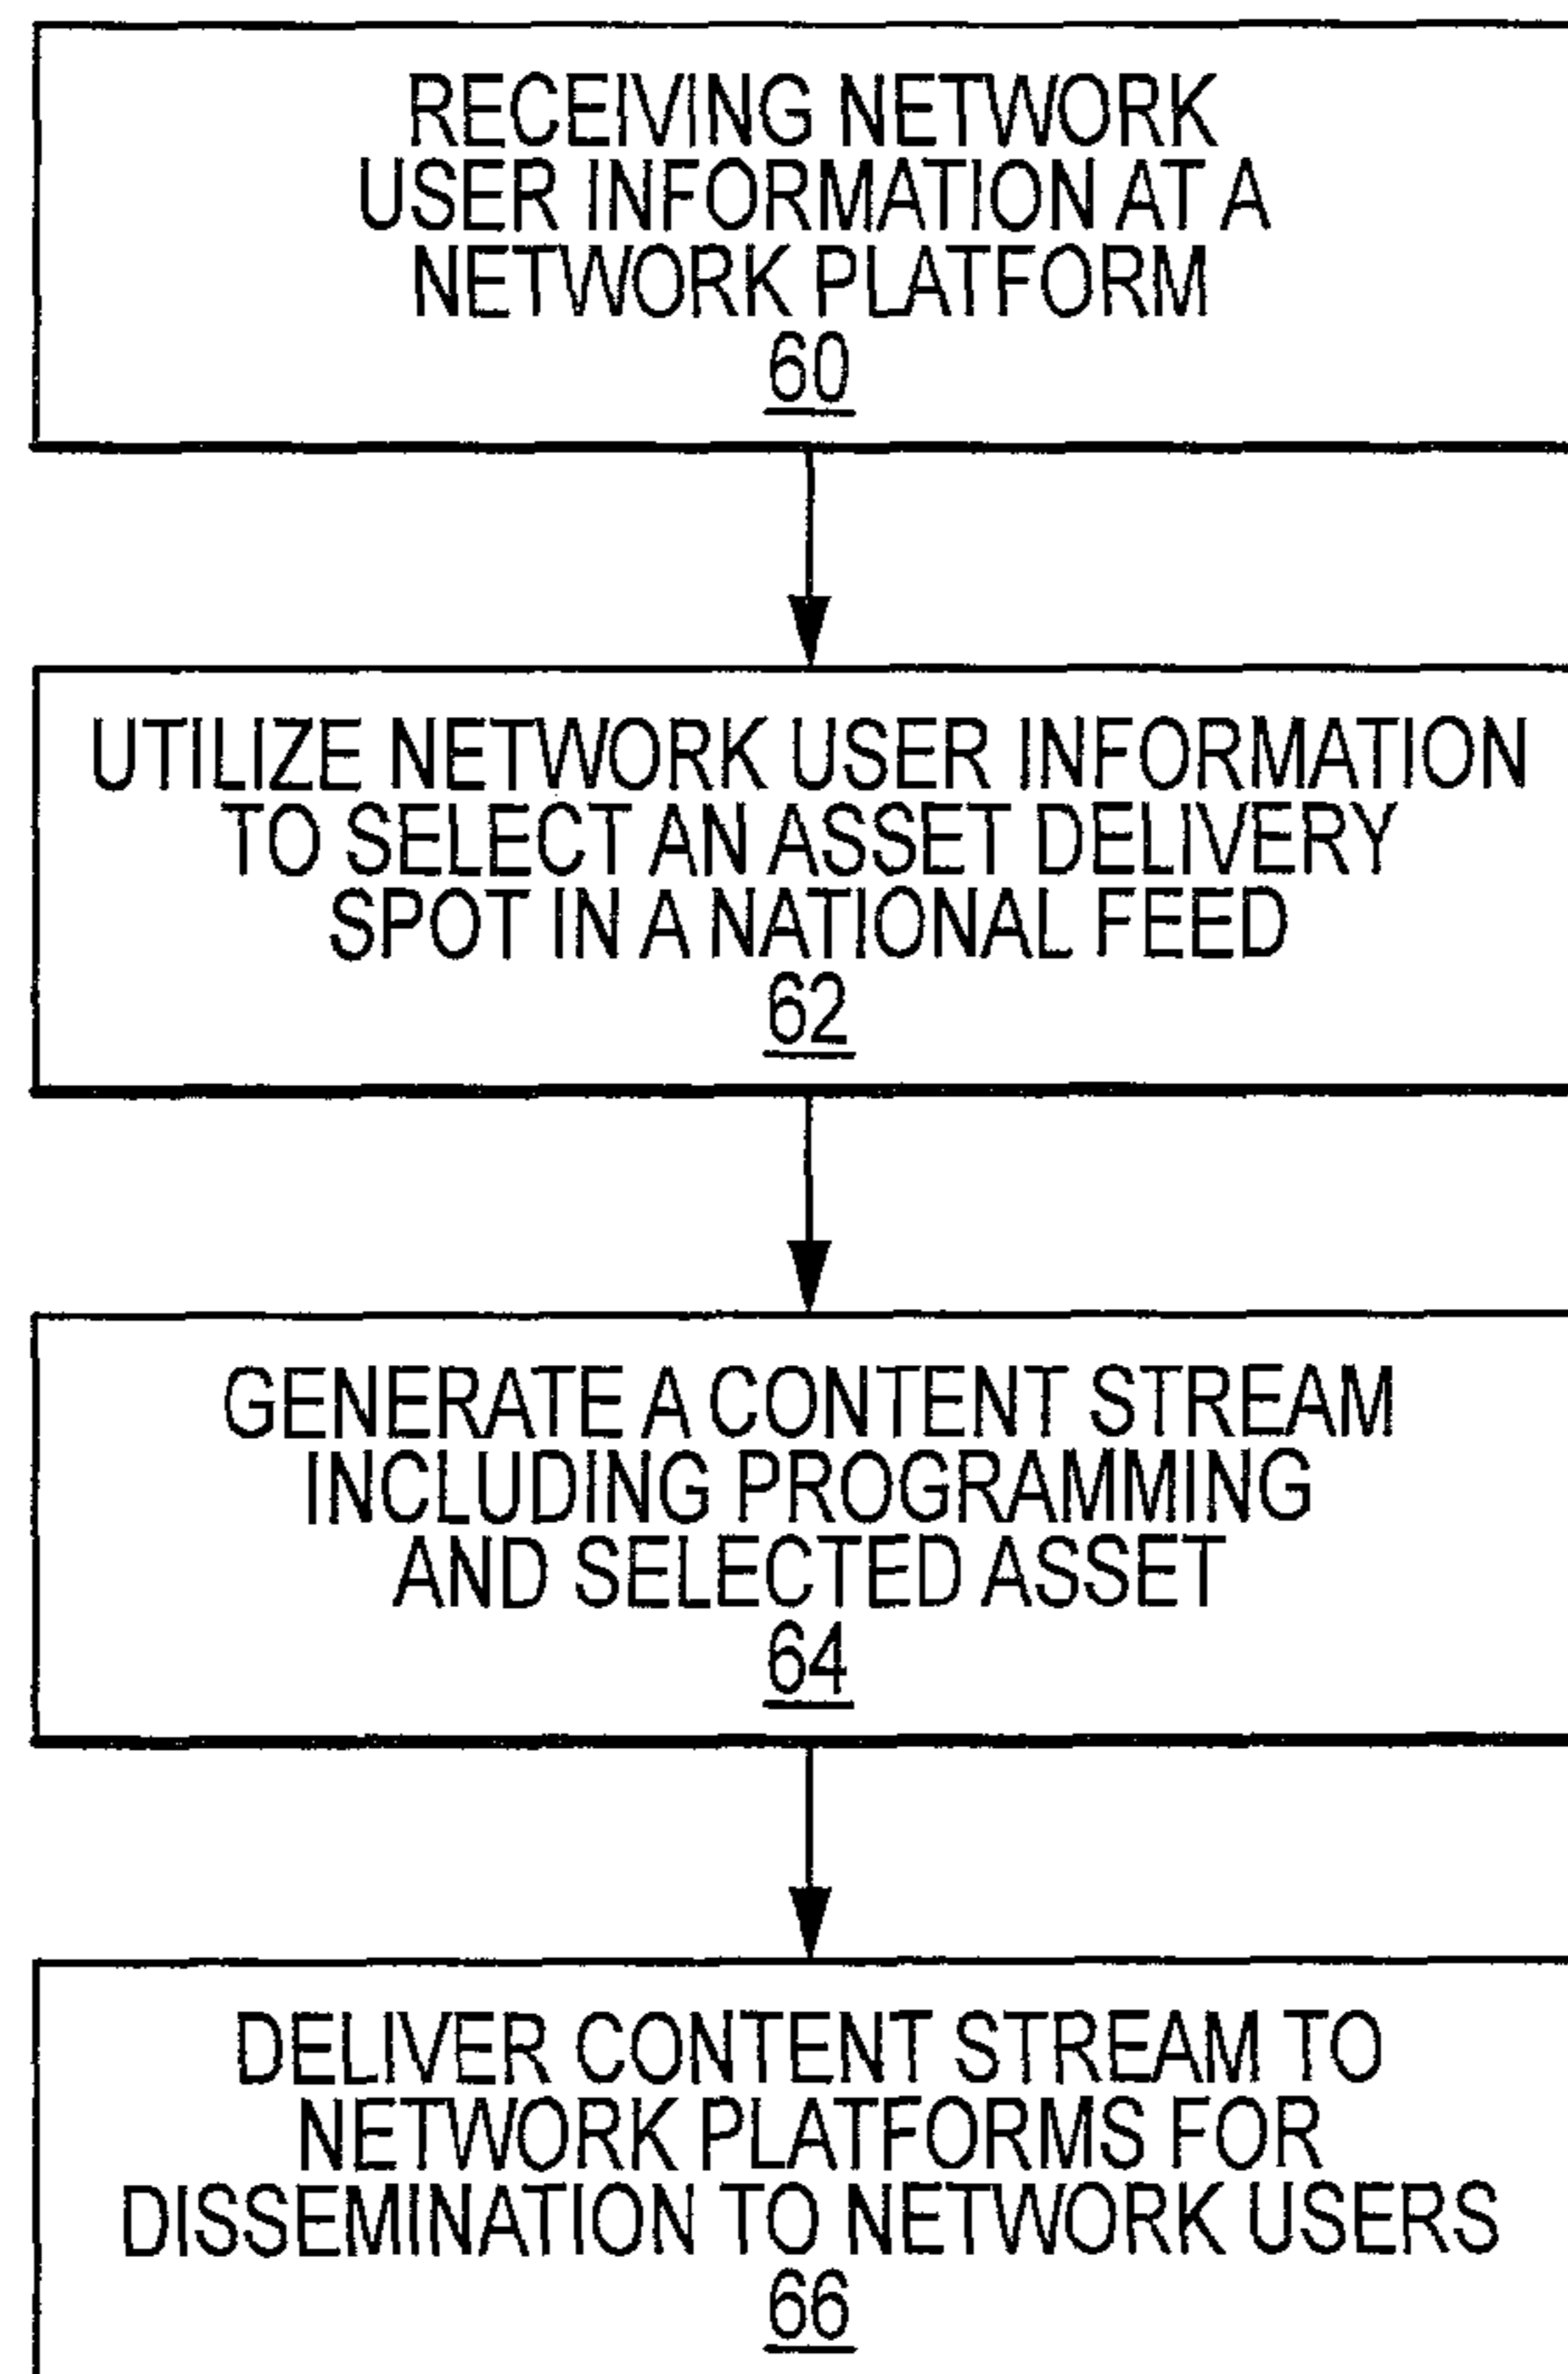 RECEIVING NETWORK
USER INFORMATION AT A
NETWORK PLATFORM
60
UTILIZE NETWORK USER INFORMATION
TO SELECT AN ASSET DELIVERY
SPOT IN A NATIONAL FEED
62
GENERATE A CONTENT STREAM
INCLUDING PROGRAMMING
AND SELECTED ASSET
64
DELIVER CONTENT STREAM TO
NETWORK PLATFORMS FOR
DISSEMINATION TO NETWORK USERS
66